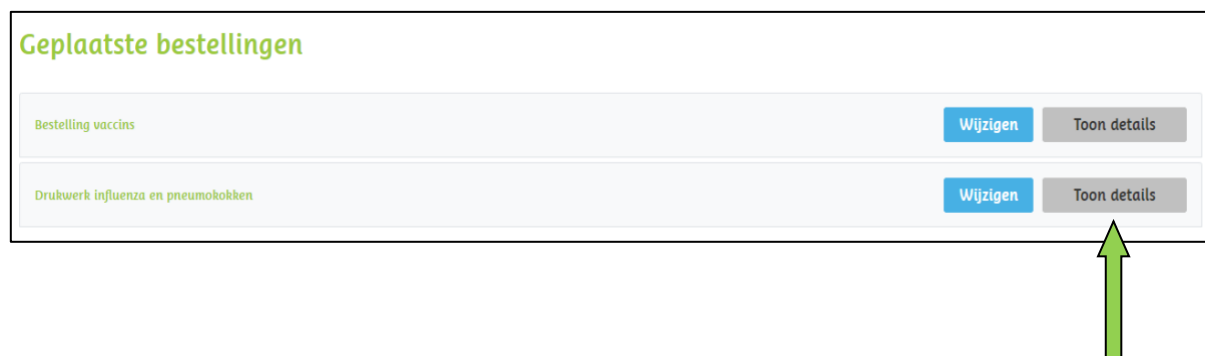 Geplaatste bestellingen
Bestelling vaccins Wijzigen Toon details
Drukwerk influenza en pneumokokken Wijzigen Toon details